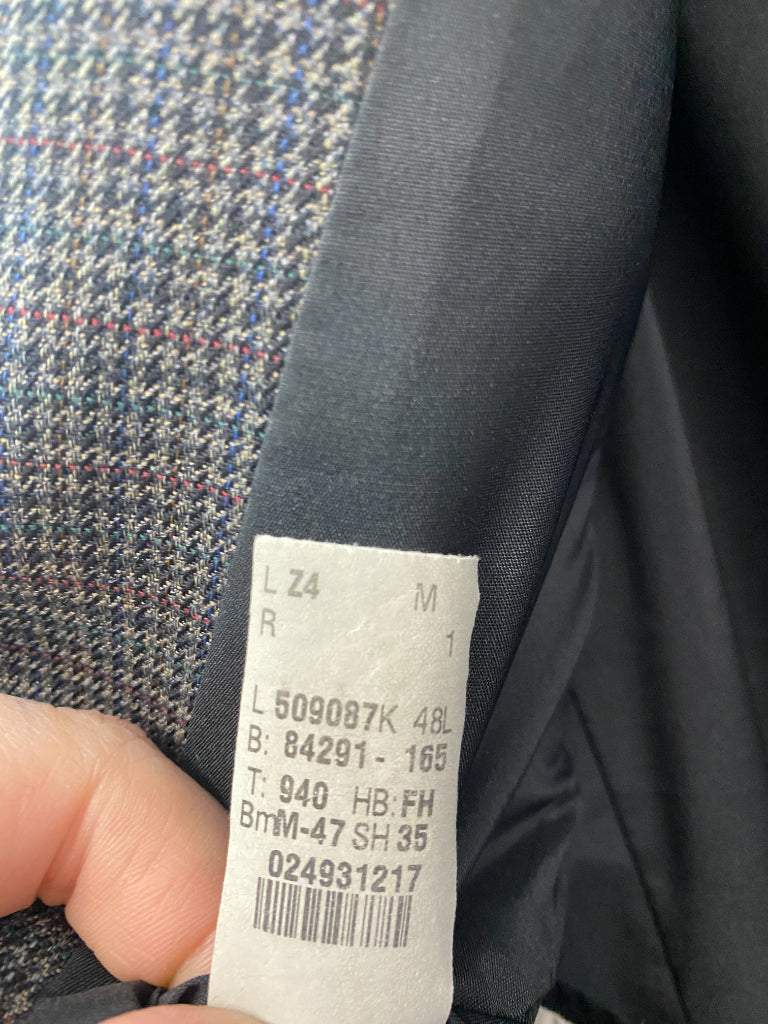 L Z4 M
R 1
L 509087K 48L
B: 84291- 165
T: 940 HB: FH
BmM-47 SH 35
024931217